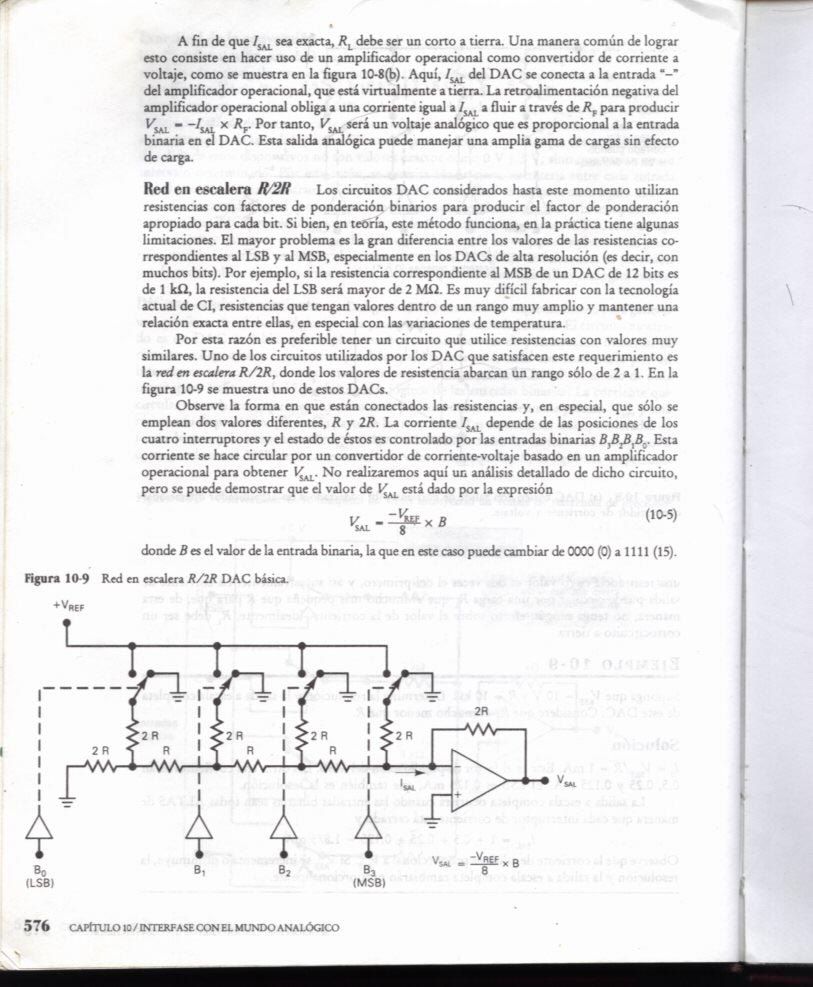 A fin de que I_SAL sea exacta, R_L debe ser un corto a tierra. Una manera común de lograr
esto consiste en hacer uso de un amplificador operacional como convertidor de corriente a
voltaje, como se muestra en la figura 10-8(b). Aquí, I_SAL del DAC se conecta a la entrada "–"
del amplificador operacional, que está virtualmente a tierra. La retroalimentación negativa del
amplificador operacional obliga a una corriente igual a I_SAL a fluir a través de R_F para producir
V_SAL = –I_SAL × R_F. Por tanto, V_SAL será un voltaje analógico que es proporcional a la entrada
binaria en el DAC. Esta salida analógica puede manejar una amplia gama de cargas sin efecto
de carga.
Red en escalera R/2R Los circuitos DAC considerados hasta este momento utilizan
resistencias con factores de ponderación binarios para producir el factor de ponderación
apropiado para cada bit. Si bien, en teoría, este método funciona, en la práctica tiene algunas
limitaciones. El mayor problema es la gran diferencia entre los valores de las resistencias co-
rrespondientes al LSB y al MSB, especialmente en los DACs de alta resolución (es decir, con
muchos bits). Por ejemplo, si la resistencia correspondiente al MSB de un DAC de 12 bits es
de 1 kΩ, la resistencia del LSB será mayor de 2 MΩ. Es muy difícil fabricar con la tecnología
actual de CI, resistencias que tengan valores dentro de un rango muy amplio y mantener una
relación exacta entre ellas, en especial con las variaciones de temperatura.
Por esta razón es preferible tener un circuito que utilice resistencias con valores muy
similares. Uno de los circuitos utilizados por los DAC que satisfacen este requerimiento es
la red en escalera R/2R, donde los valores de resistencia abarcan un rango sólo de 2 a 1. En la
figura 10-9 se muestra uno de estos DACs.
Observe la forma en que están conectados las resistencias y, en especial, que sólo se
emplean dos valores diferentes, R y 2R. La corriente I_SAL depende de las posiciones de los
cuatro interruptores y el estado de éstos es controlado por las entradas binarias B₃B₂B₁B₀. Esta
corriente se hace circular por un convertidor de corriente-voltaje basado en un amplificador
operacional para obtener V_SAL. No realizaremos aquí un análisis detallado de dicho circuito,
pero se puede demostrar que el valor de V_SAL está dado por la expresión
V_SAL = –V_REF/8 × B (10-5)
donde B es el valor de la entrada binaria, la que en este caso puede cambiar de 0000 (0) a 1111 (15).
Figura 10-9 Red en escalera R/2R DAC básica.
+V_REF
2R
2 R 2 R 2 R 2 R
2 R R R R
I_SAL
V_SAL
– +
B₀ B₁ B₂ B₃
(LSB) (MSB)
V_SAL = –V_REF/8 × B
576 CAPÍTULO 10 / INTERFASE CON EL MUNDO ANALÓGICO